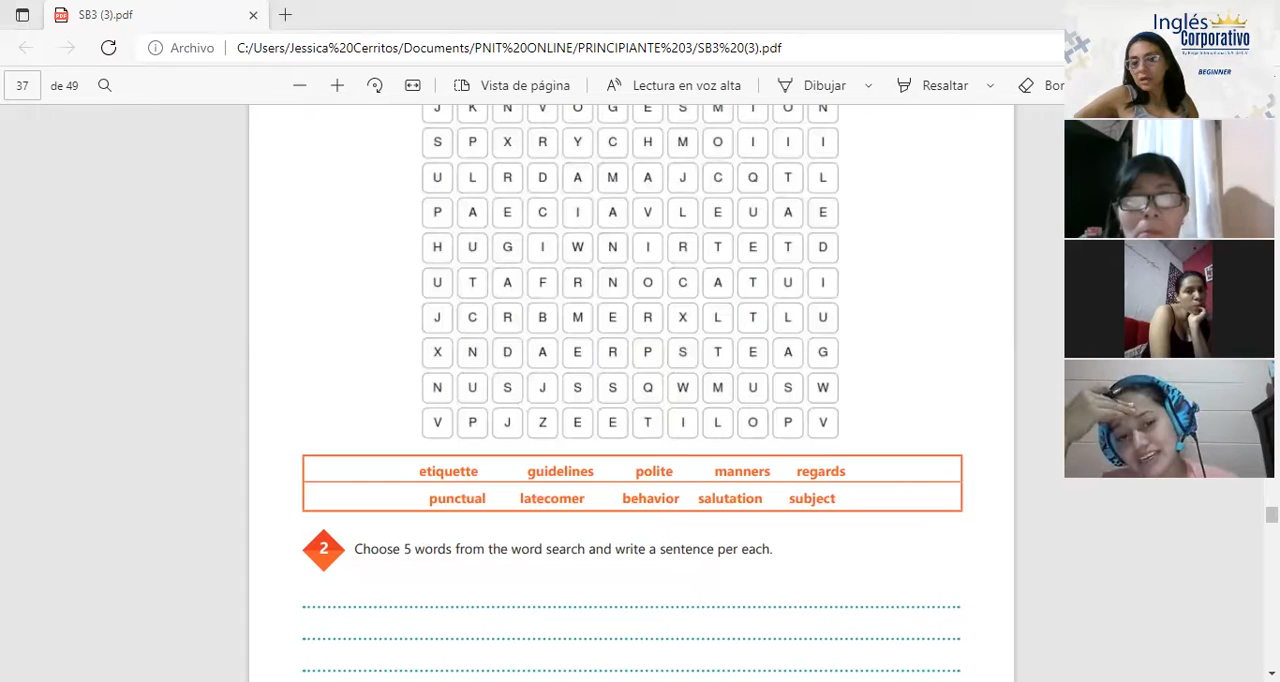 SB3 (3).pdf
Archivo
C:/Users/Jessica%20Cerritos/Documents/PNIT%20ONLINE/PRINCIPIANTE%203/SB3%20(3).pdf
37 de 49
Vista de página
Lectura en voz alta
Dibujar
Resaltar
Bor
Inglés
Corporativo
BEGINNER
J K N V O G E S M I O N
S P X R Y C H M O I I I
U L R D A M A J C Q T L
P A E C I A V L E U A E
H U G I W N I R T E T D
U T A F R N O C A T U I
J C R B M E R X L T L U
X N D A E R P S T E A G
N U S J S S Q W M U S W
V P J Z E E T I L O P V
etiquette guidelines polite manners regards
punctual latecomer behavior salutation subject
2 Choose 5 words from the word search and write a sentence per each.